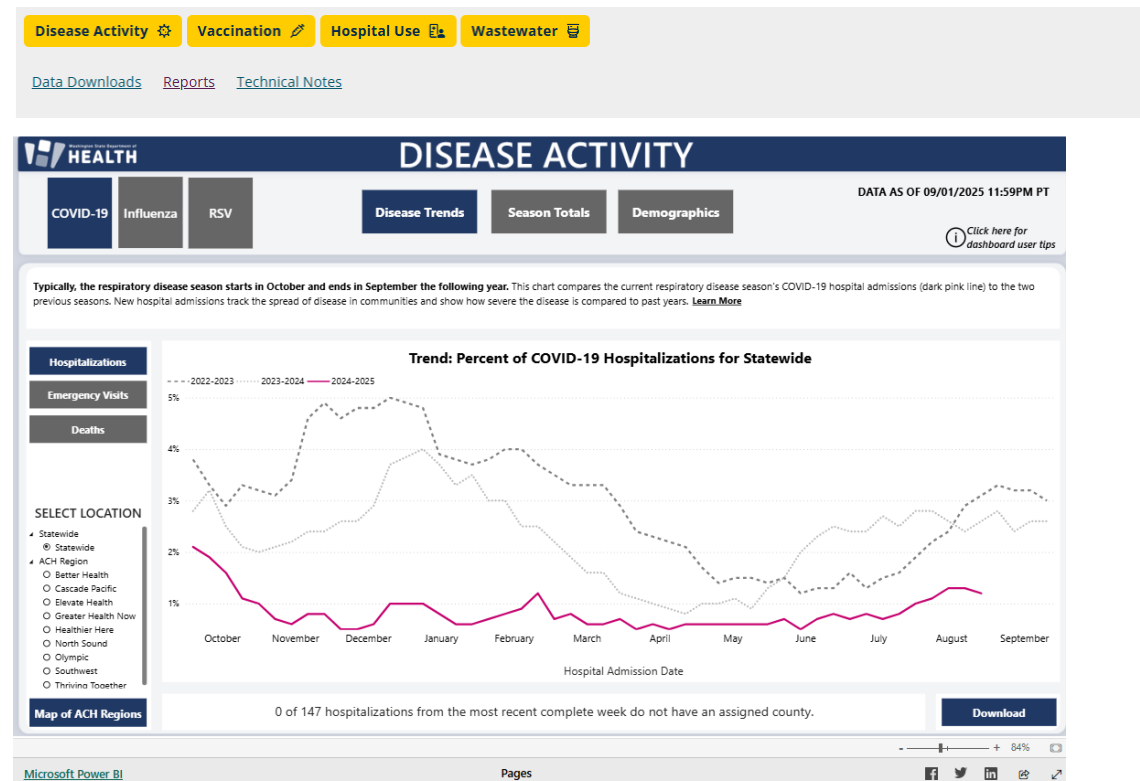 Disease Activity
Vaccination
Hospital Use
Wastewater
Data Downloads Reports Technical Notes
Washington State Department of
HEALTH
DISEASE ACTIVITY
COVID-19 Influenza RSV
Disease Trends Season Totals Demographics
DATA AS OF 09/01/2025 11:59PM PT
Click here for
dashboard user tips
Typically, the respiratory disease season starts in October and ends in September the following year. This chart compares the current respiratory disease season's COVID-19 hospital admissions (dark pink line) to the two
previous seasons. New hospital admissions track the spread of disease in communities and show how severe the disease is compared to past years. Learn More
Hospitalizations
Emergency Visits
Deaths
SELECT LOCATION
Statewide
Statewide
ACH Region
Better Health
Cascade Pacific
Elevate Health
Greater Health Now
Healthier Here
North Sound
Olympic
Southwest
Thriving Together
Map of ACH Regions
Trend: Percent of COVID-19 Hospitalizations for Statewide
2022-2023 2023-2024 2024-2025
5%
4%
3%
2%
1%
October November December January February March April May June July August September
Hospital Admission Date
0 of 147 hospitalizations from the most recent complete week do not have an assigned county.
Download
- + 84%
Microsoft Power BI
Pages